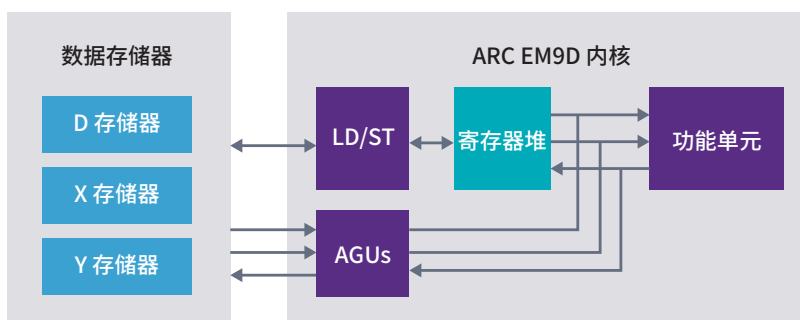 数据存储器
D 存储器
X 存储器
Y 存储器
ARC EM9D 内核
LD/ST
寄存器堆
功能单元
AGUs